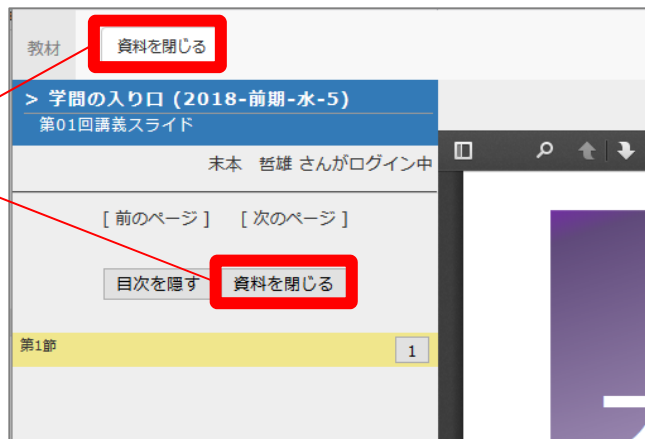 教材 資料を閉じる
> 学問の入り口 (2018-前期-水-5)
第01回講義スライド
末本 哲雄 さんがログイン中
[ 前のページ ] [ 次のページ ]
目次を隠す 資料を閉じる
第1節 1